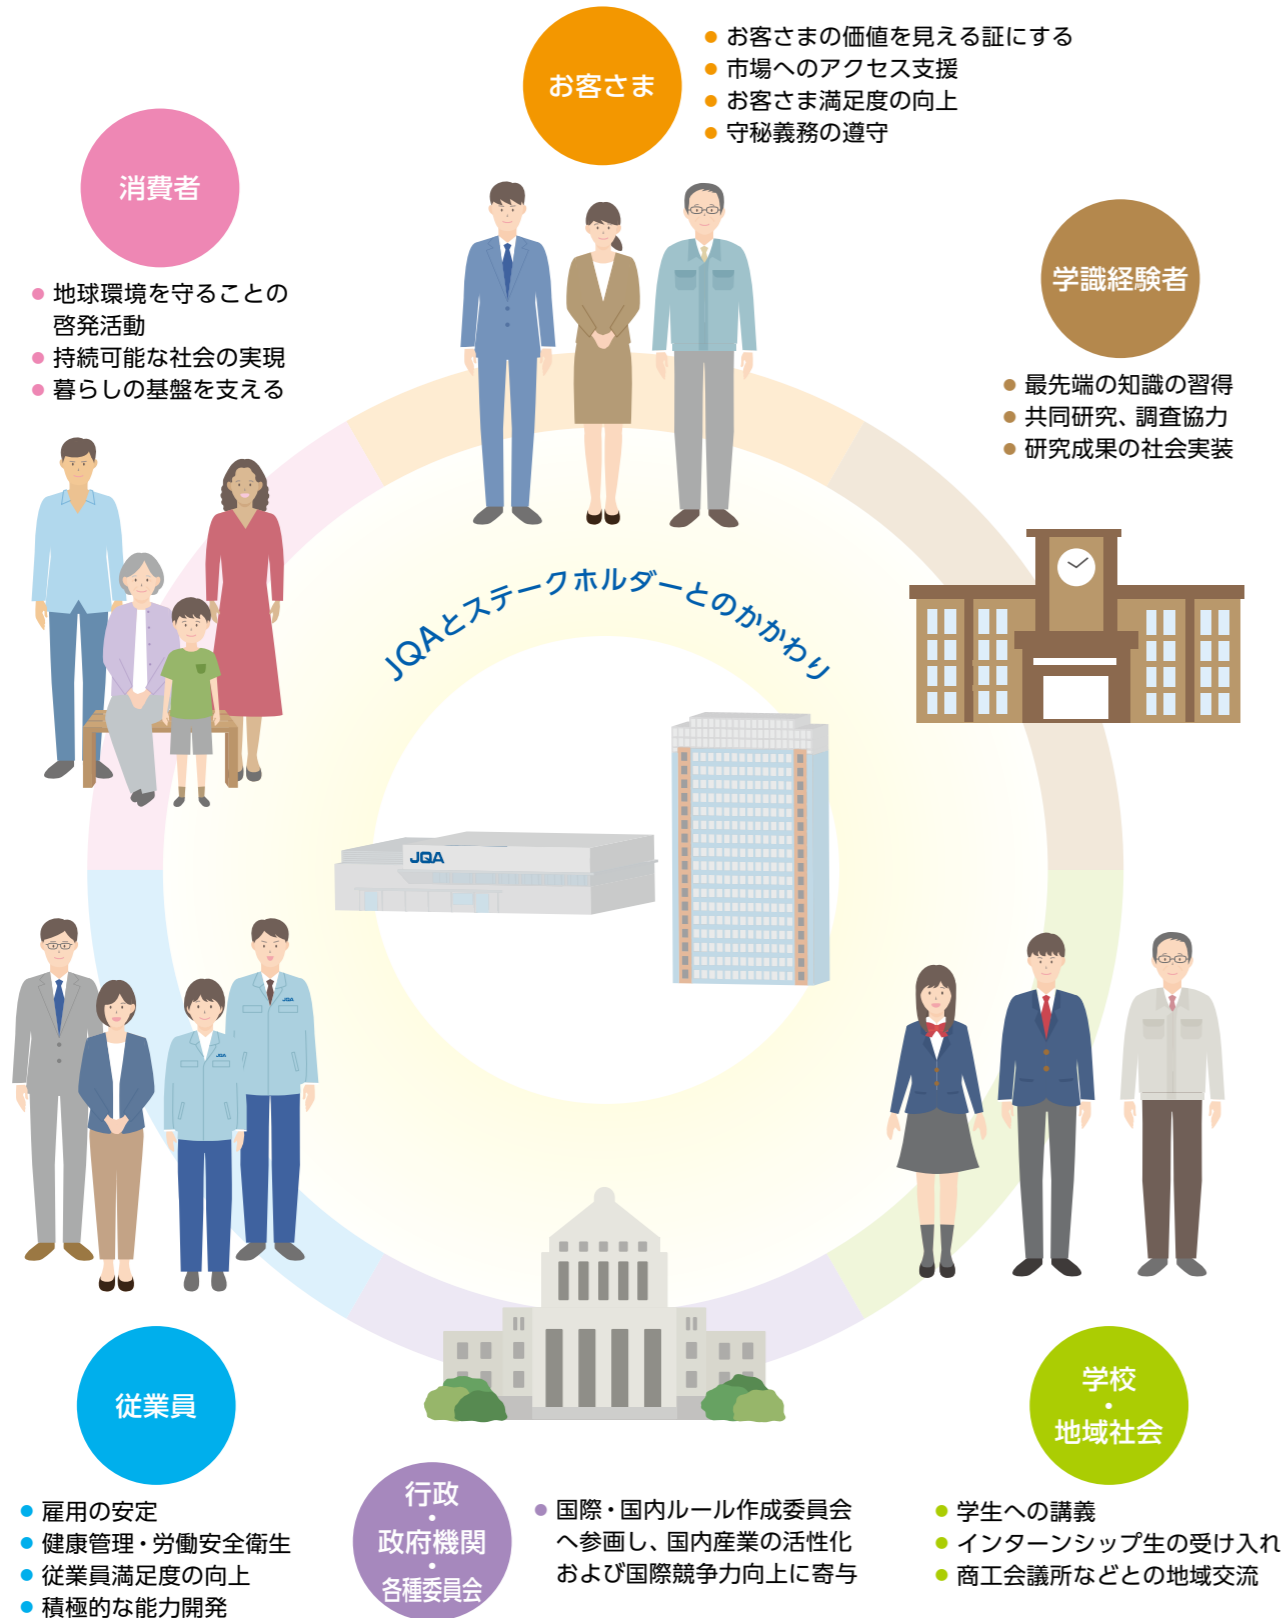 お客さま
● お客さまの価値を見える証にする
● 市場へのアクセス支援
● お客さま満足度の向上
● 守秘義務の遵守
消費者
● 地球環境を守ることの
啓発活動
● 持続可能な社会の実現
● 暮らしの基盤を支える
学識経験者
● 最先端の知識の習得
● 共同研究、調査協力
● 研究成果の社会実装
JQAとステークホルダーとのかかわり
JQA
JQA
JQA
従業員
● 雇用の安定
● 健康管理・労働安全衛生
● 従業員満足度の向上
● 積極的な能力開発
行政
・
政府機関
・
各種委員会
● 国際・国内ルール作成委員会
へ参画し、国内産業の活性化
および国際競争力向上に寄与
学校
・
地域社会
● 学生への講義
● インターンシップ生の受け入れ
● 商工会議所などとの地域交流